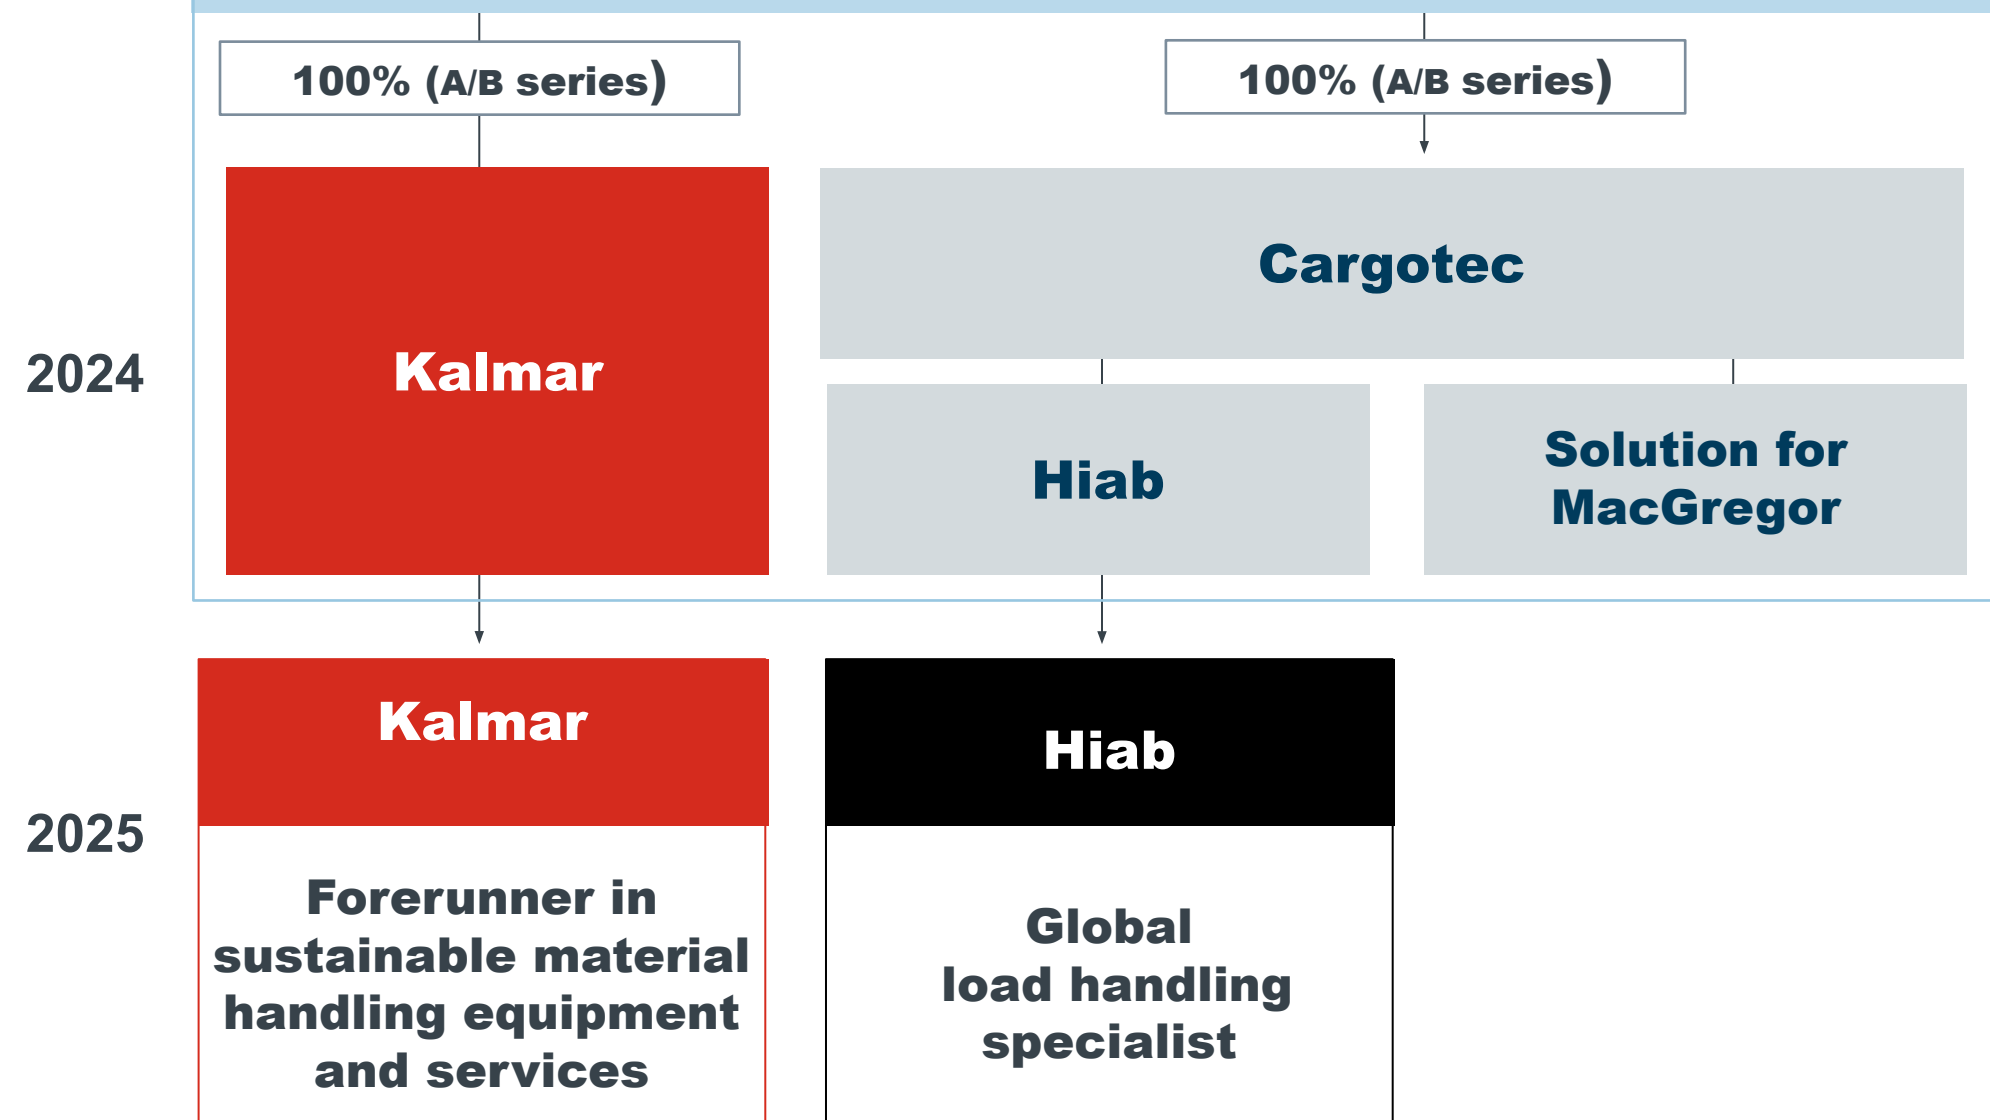 100% (A/B series)
100% (A/B series)
2024
Kalmar
Cargotec
Hiab
Solution for
MacGregor
2025
Kalmar
Forerunner in
sustainable material
handling equipment
and services
Hiab
Global
load handling
specialist